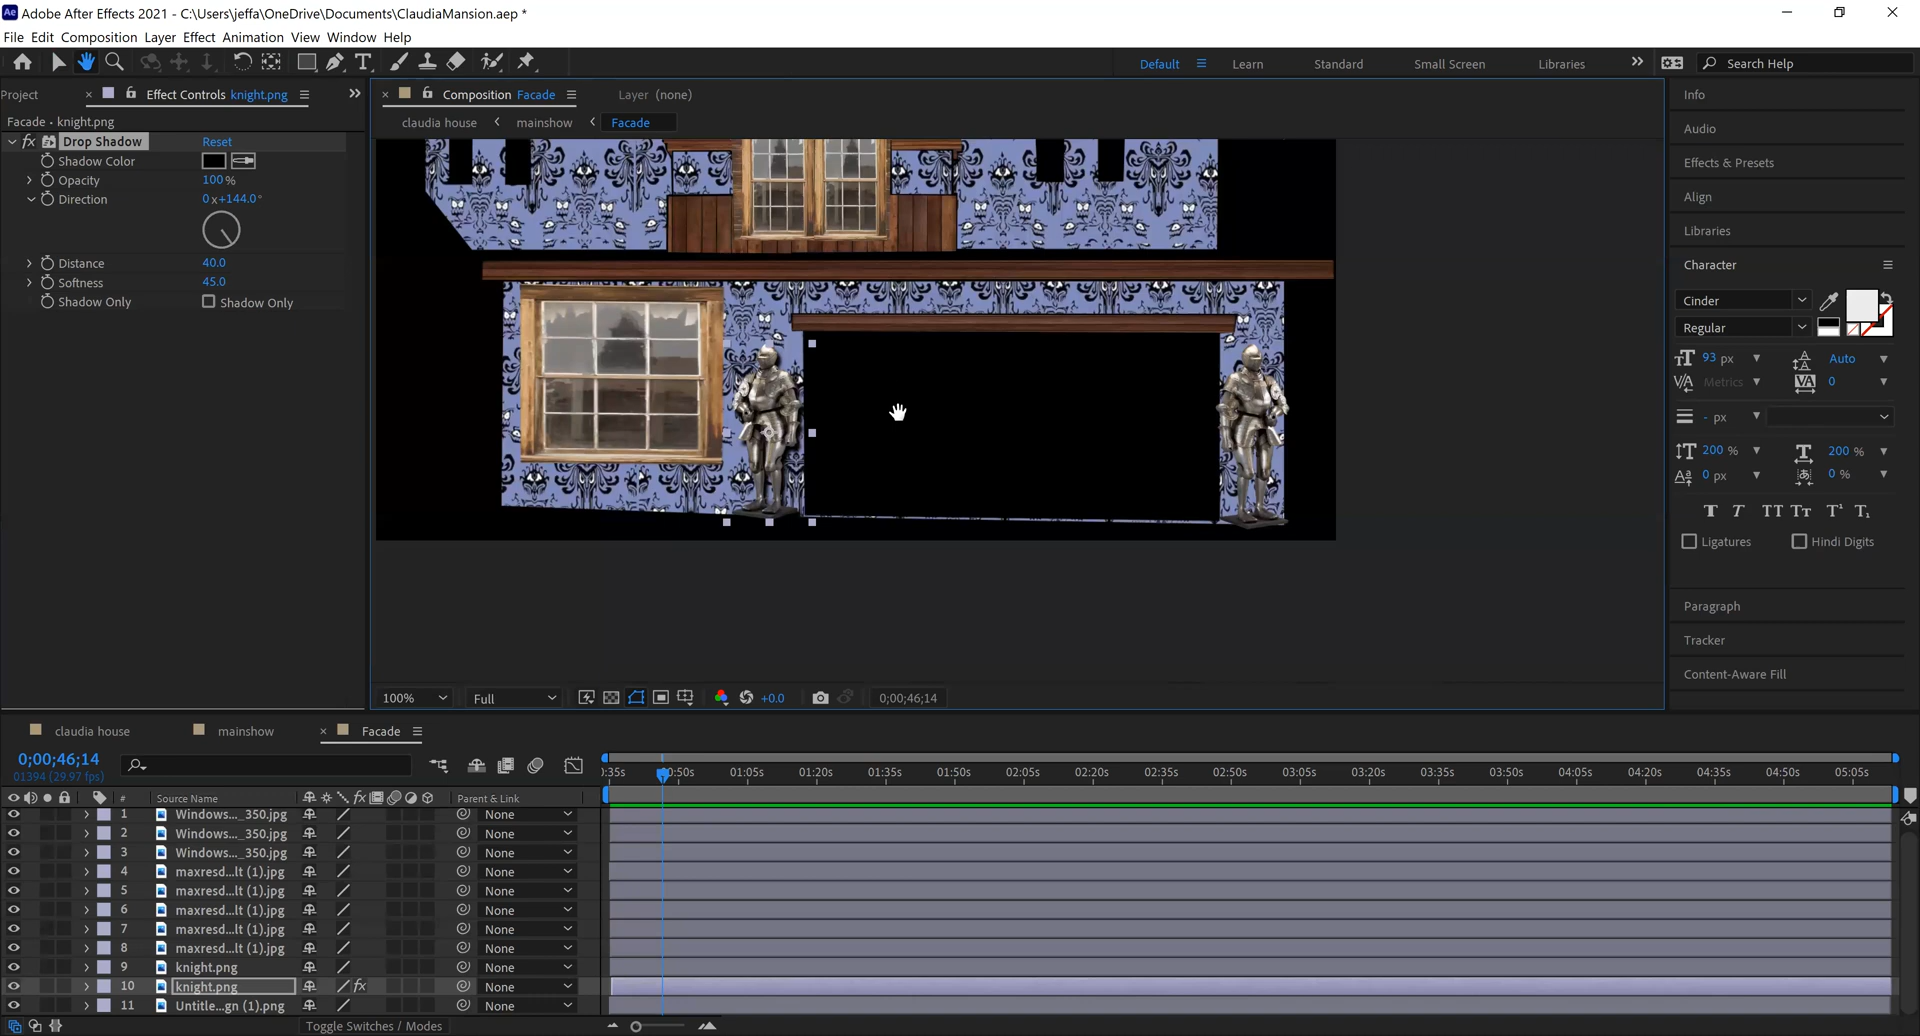 Adobe After Effects 2021 - C:\Users\jeffa\OneDrive\Documents\ClaudiaMansion.aep *
File Edit Composition Layer Effect Animation View Window Help
Default Learn Standard Small Screen Libraries Search Help
Project Effect Controls knight.png
Composition Facade Layer (none)
Info
Facade • knight.png
claudia house mainshow Facade
Audio
Drop Shadow Reset
Shadow Color
Opacity 100 %
Direction 0 x+144.0°
Distance 40.0
Softness 45.0
Shadow Only Shadow Only
Effects & Presets
Align
Libraries
Character
Cinder
Regular
93 px Auto
Metrics 0
- px
200 % 200 %
0 px 0 %
T T TT Tт T¹ T₁
Ligatures Hindi Digits
Paragraph
Tracker
Content-Aware Fill
100% Full +0.0 0;00;46;14
claudia house mainshow Facade
0;00;46;14
01394 (29.97 fps)
):35s 0:50s 01:05s 01:20s 01:35s 01:50s 02:05s 02:20s 02:35s 02:50s 03:05s 03:20s 03:35s 03:50s 04:05s 04:20s 04:35s 04:50s 05:05s
# Source Name Parent & Link
1 Windows..._350.jpg None
2 Windows..._350.jpg None
3 Windows..._350.jpg None
4 maxresd...lt (1).jpg None
5 maxresd...lt (1).jpg None
6 maxresd...lt (1).jpg None
7 maxresd...lt (1).jpg None
8 maxresd...lt (1).jpg None
9 knight.png None
10 knight.png fx None
11 Untitle...gn (1).png None
Toggle Switches / Modes